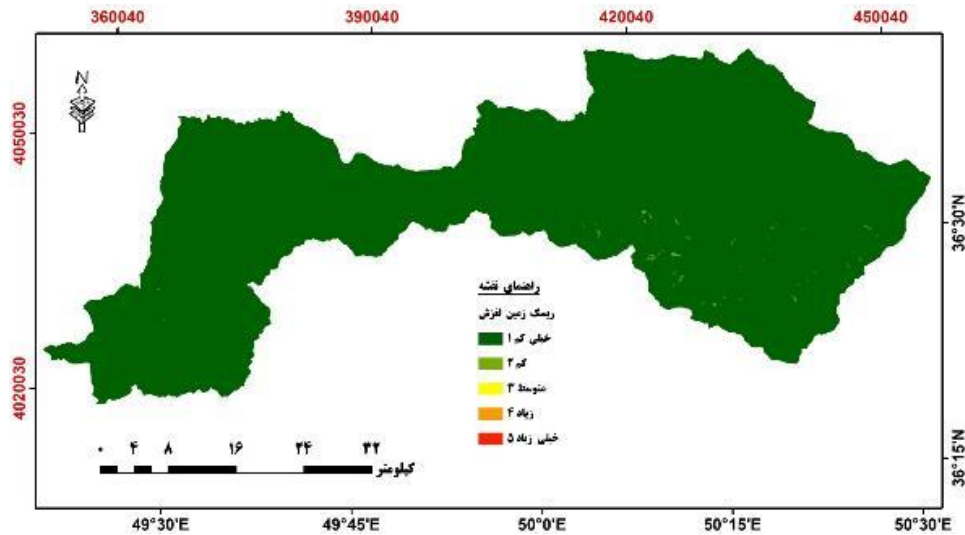 360040 390040 420040 450040
N
4050030
4020030
36°30'N
36°15'N
راهنمای نقشه
ریسک زمین لغزش
خیلی کم ۱
کم ۲
متوسط ۳
زیاد ۴
خیلی زیاد ۵
۰ ۴ ۸ ۱۶ ۲۴ ۳۲
کیلومتر
49°30'E 49°45'E 50°0'E 50°15'E 50°30'E